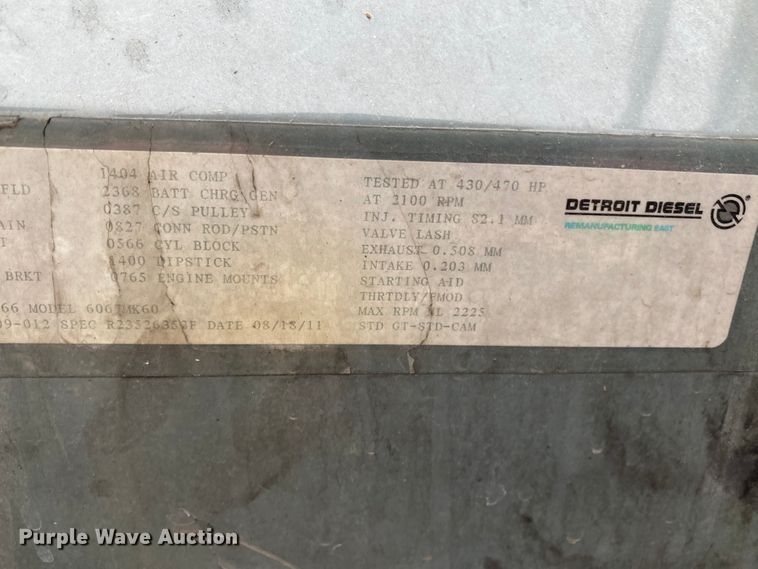 1404 AIR COMP
FLD 2368 BATT CHRG GEN
0387 C/S PULLEY
AIN 0827 CONN ROD/PSTN
T 0566 CYL BLOCK
1400 DIPSTICK
BRKT 0765 ENGINE MOUNTS
66 MODEL 6067MK60
09-012 SPEC DATE 08/18/11
TESTED AT 430/470 HP
AT 2100 RPM
INJ. TIMING 82.1 MM
VALVE LASH
EXHAUST 0.508 MM
INTAKE 0.203 MM
STARTING AID
THRTDLY/FMOD
MAX RPM NL 2225
STD GT-STD-CAM
DETROIT DIESEL
REMANUFACTURING EAST
Purple Wave Auction